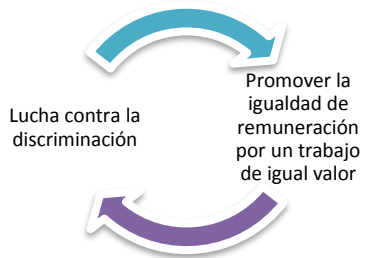 Lucha contra la
discriminación
Promover la
igualdad de
remuneración
por un trabajo
de igual valor